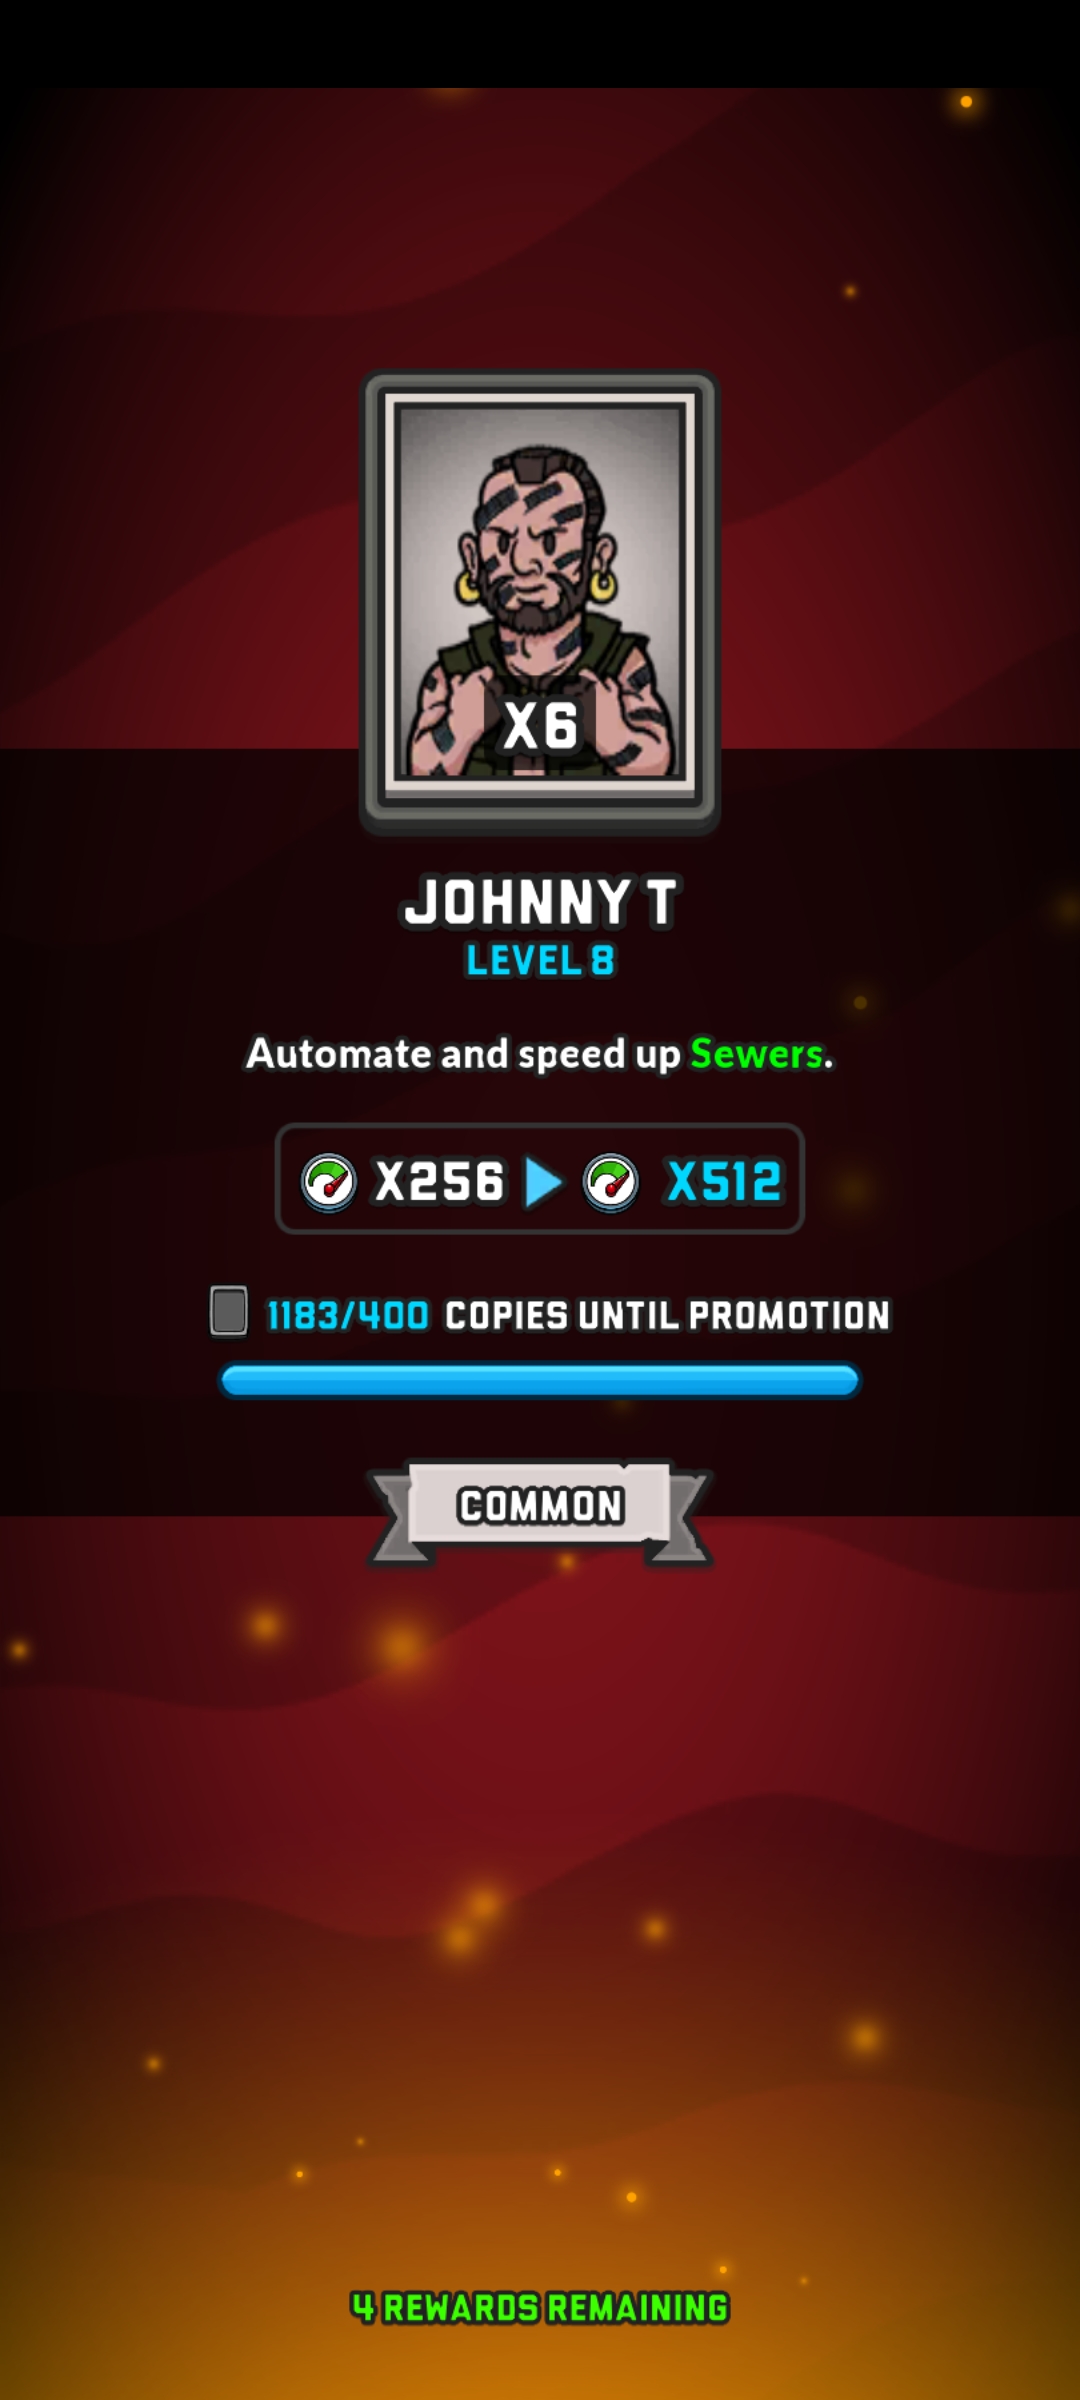 X6
JOHNNY T
LEVEL 8
Automate and speed up Sewers.
X256 X512
1183/400 COPIES UNTIL PROMOTION
COMMON
4 REWARDS REMAINING